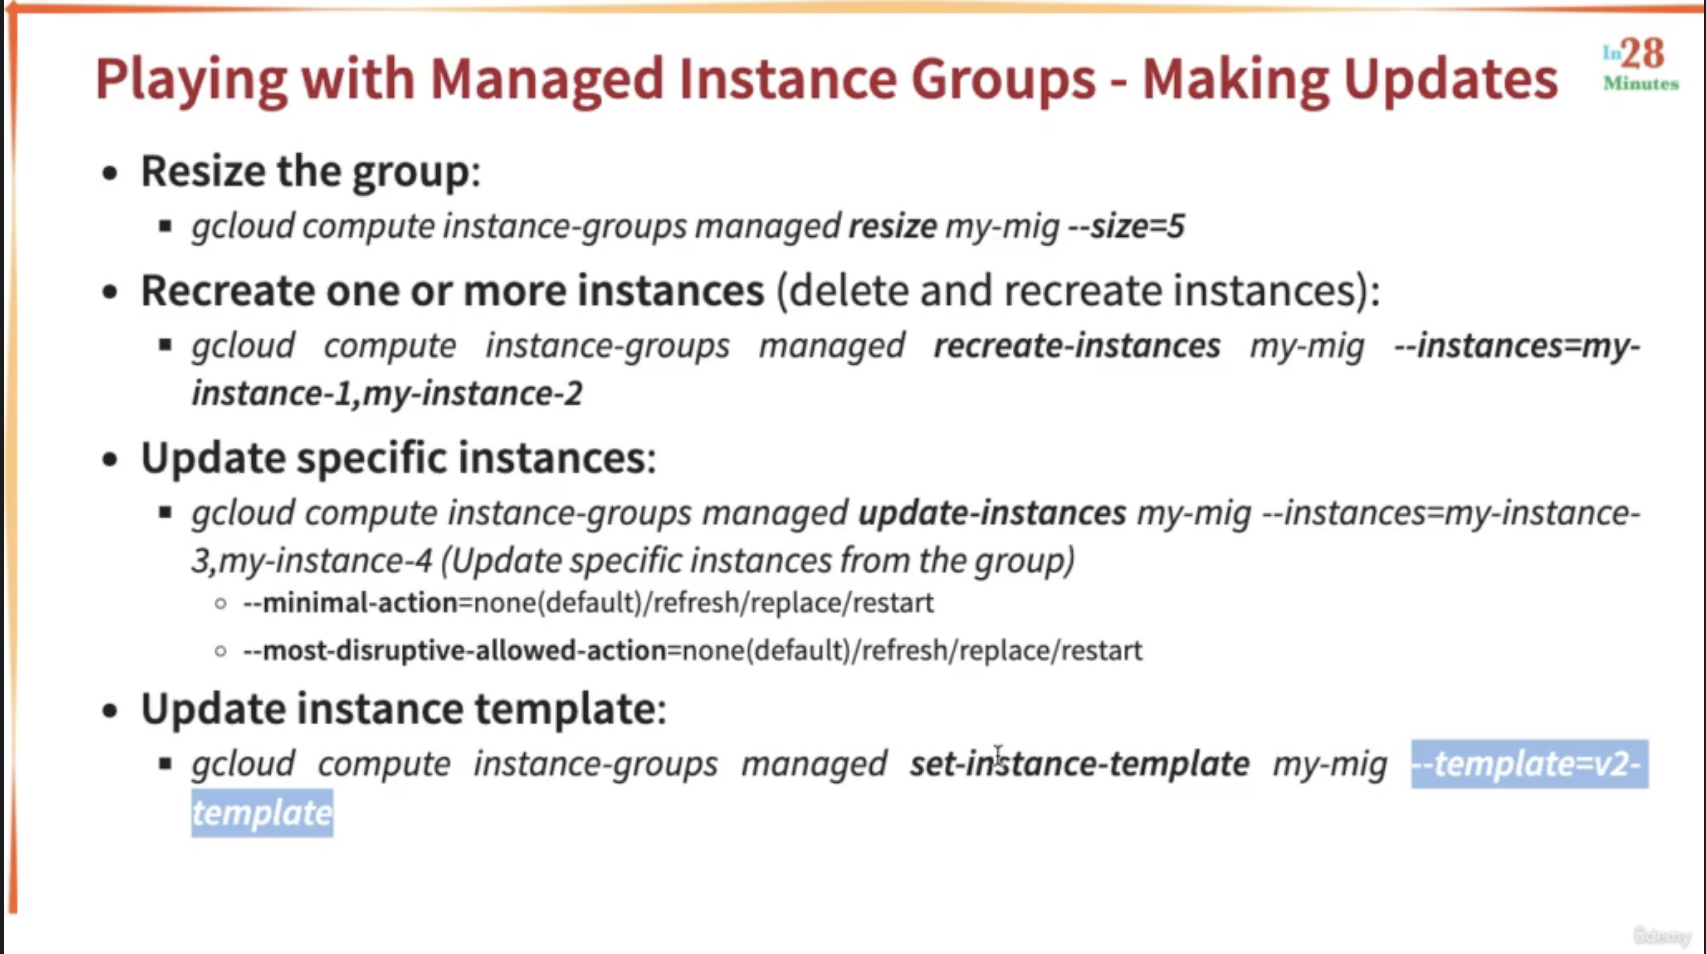 Playing with Managed Instance Groups - Making Updates
In28
Minutes
• Resize the group:
▪ gcloud compute instance-groups managed resize my-mig --size=5
• Recreate one or more instances (delete and recreate instances):
▪ gcloud compute instance-groups managed recreate-instances my-mig --instances=my-
instance-1,my-instance-2
• Update specific instances:
▪ gcloud compute instance-groups managed update-instances my-mig --instances=my-instance-
3,my-instance-4 (Update specific instances from the group)
○ --minimal-action=none(default)/refresh/replace/restart
○ --most-disruptive-allowed-action=none(default)/refresh/replace/restart
• Update instance template:
▪ gcloud compute instance-groups managed set-instance-template my-mig --template=v2-
template
Udemy